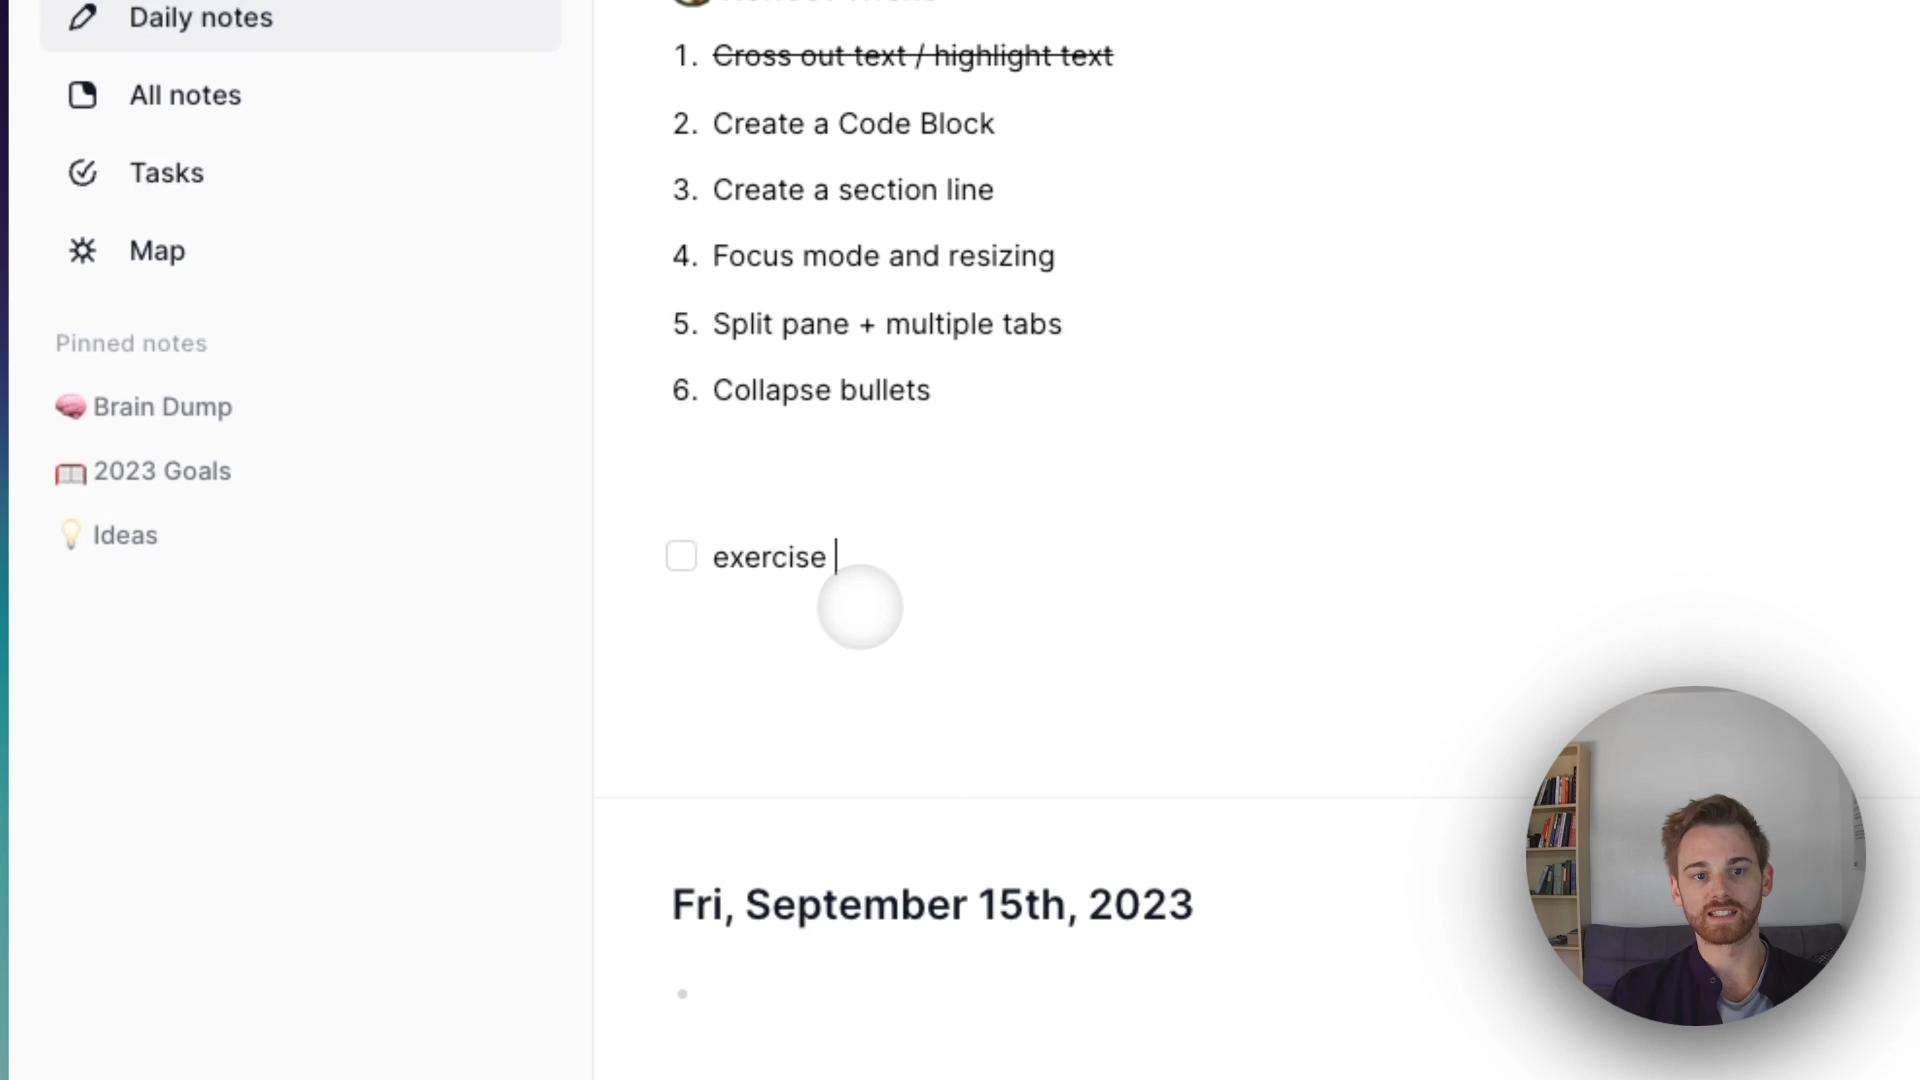 Daily notes
All notes
Tasks
Map
Pinned notes
Brain Dump
2023 Goals
Ideas
1. Cross out text / highlight text
2. Create a Code Block
3. Create a section line
4. Focus mode and resizing
5. Split pane + multiple tabs
6. Collapse bullets
exercise
Fri, September 15th, 2023